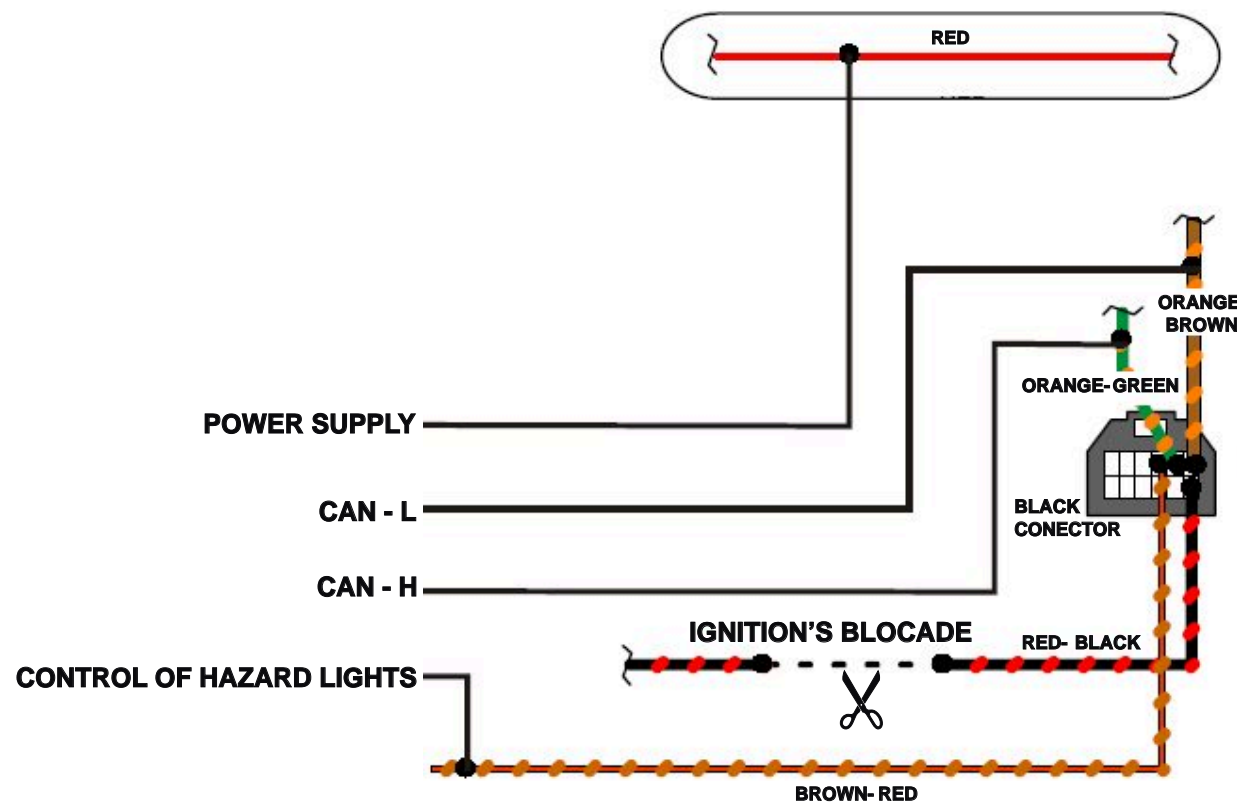 RED
ORANGE
BROWN
ORANGE-GREEN
POWER SUPPLY
CAN - L
BLACK
CONECTOR
CAN - H
IGNITION'S BLOCADE
RED- BLACK
CONTROL OF HAZARD LIGHTS
BROWN-RED